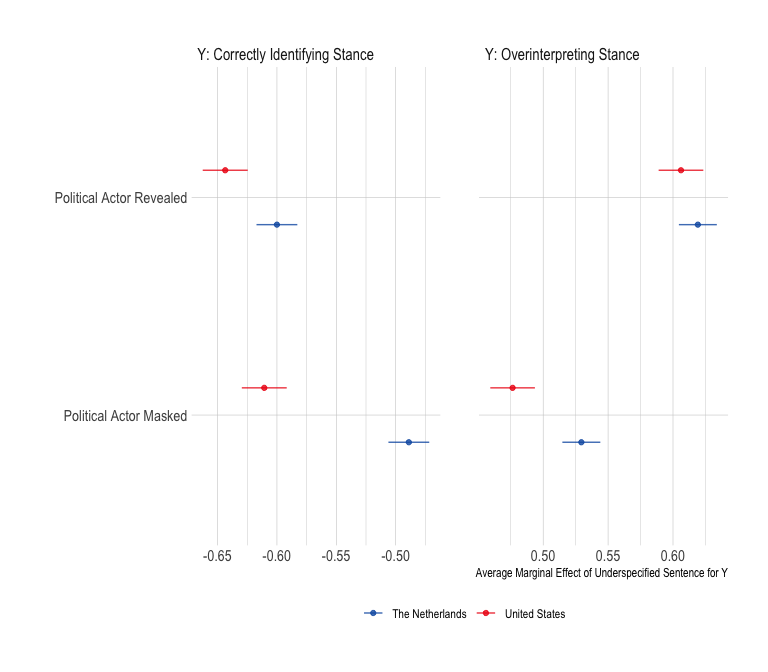 Y: Correctly Identifying Stance
Y: Overinterpreting Stance
Political Actor Revealed
Political Actor Masked
-0.65 -0.60 -0.55 -0.50
0.50 0.55 0.60
Average Marginal Effect of Underspecified Sentence for Y
The Netherlands United States